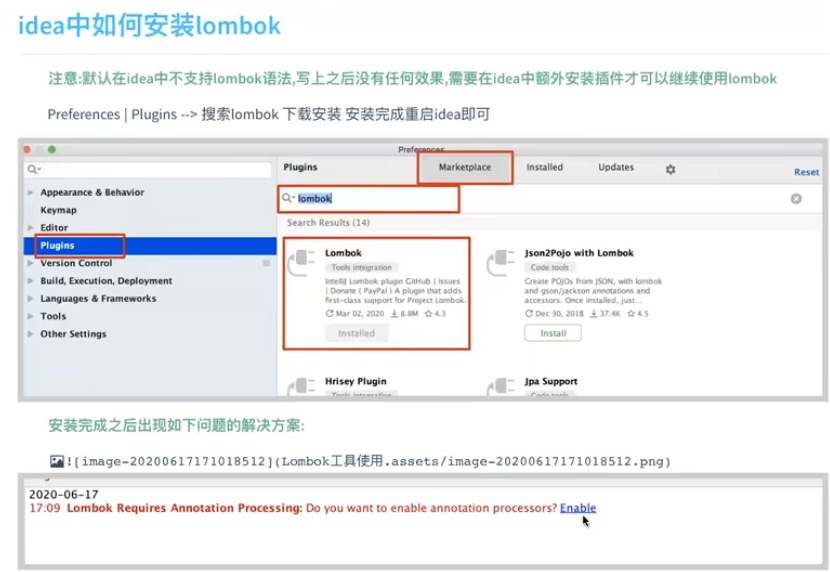 idea中如何安装lombok
注意:默认在idea中不支持lombok语法,写上之后没有任何效果,需要在idea中额外安装插件才可以继续使用lombok
Preferences | Plugins --> 搜索lombok 下载安装 安装完成重启idea即可
Preferences
Plugins
Marketplace
Installed
Updates
Reset
Appearance & Behavior
Keymap
Editor
Plugins
Version Control
Build, Execution, Deployment
Languages & Frameworks
Tools
Other Settings
lombok
Search Results (14)
Lombok
Tools integration
IntelliJ Lombok plugin GitHub | Issues
| Donate ( PayPal ) A plugin that adds
first-class support for Project Lombok.
Mar 02, 2020 8.8M 4.3
Installed
Json2Pojo with Lombok
Code tools
Create POJOs from JSON, with lombok
and gson/jackson annotations and
accessors. Once installed, just...
Dec 30, 2018 37.4K 4.5
Install
Hrisey Plugin
Tools integration
Jpa Support
Code tools
安装完成之后出现如下问题的解决方案:
![image-20200617171018512](Lombok工具使用.assets/image-20200617171018512.png)
2020-06-17
17:09 Lombok Requires Annotation Processing: Do you want to enable annotation processors? Enable